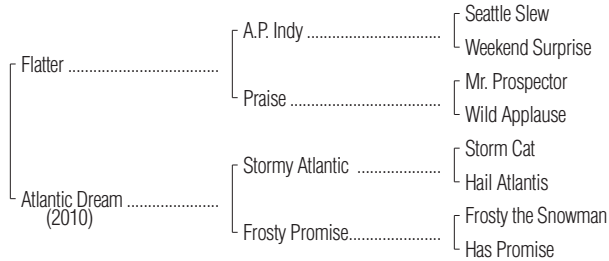 Seattle Slew
A.P. Indy ..............................
Weekend Surprise
Flatter ..................................
Mr. Prospector
Praise ..................................
Wild Applause
Storm Cat
Stormy Atlantic ..................
Hail Atlantis
Atlantic Dream .....................
(2010)
Frosty the Snowman
Frosty Promise.....................
Has Promise